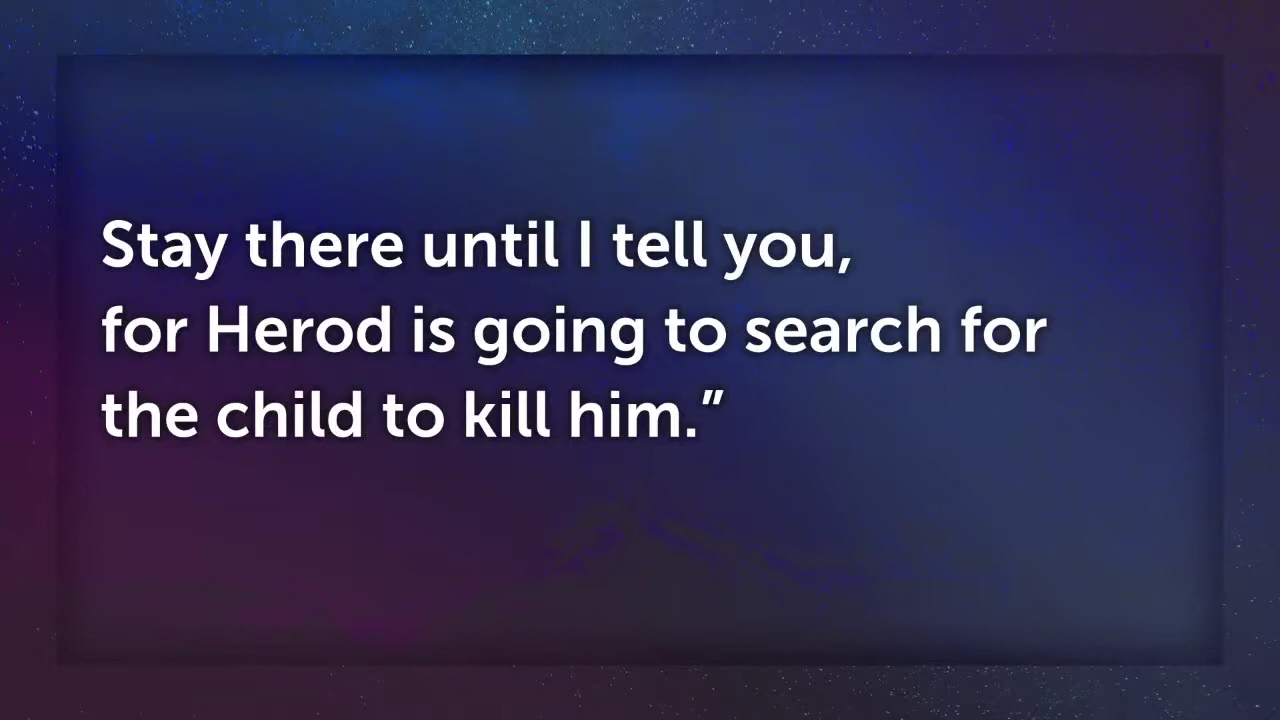 Stay there until I tell you,
for Herod is going to search for
the child to kill him.”